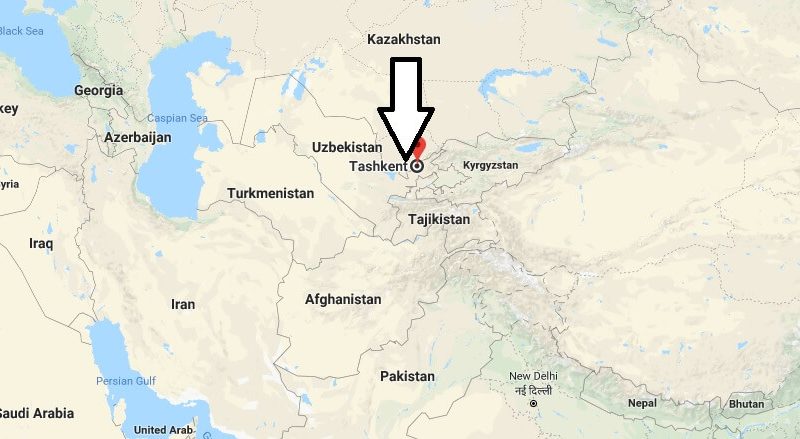 Black Sea
Kazakhstan
Georgia
key
Caspian Sea
Azerbaijan
Uzbekistan
Tashkent
Kyrgyzstan
yria
Turkmenistan
Tajikistan
Iraq
Iran
Afghanistan
Pakistan
Persian Gulf
New Delhi
नई दिल्ली
Nepal
Bhutan
Saudi Arabia
United Arab